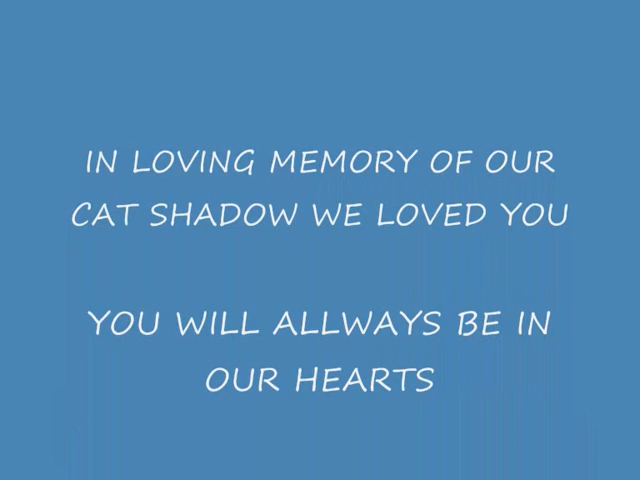 IN LOVING MEMORY OF OUR
CAT SHADOW WE LOVED YOU
YOU WILL ALLWAYS BE IN
OUR HEARTS